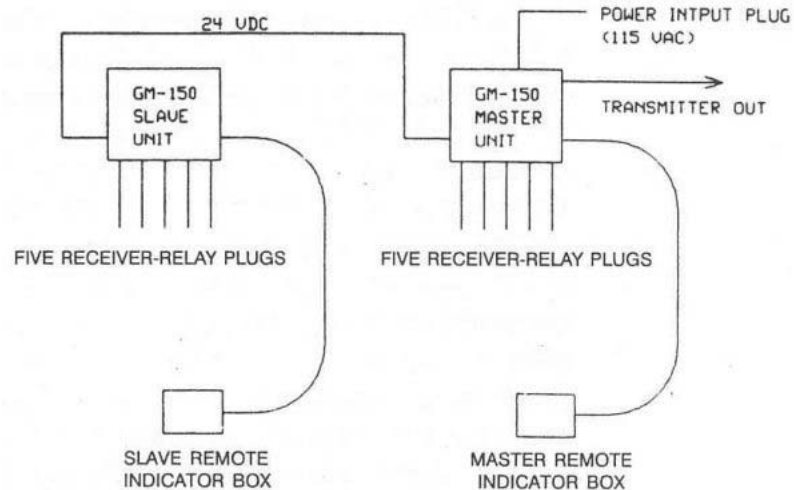 24 VDC
POWER INTPUT PLUG
(115 VAC)
GM-150
SLAVE
UNIT
GM-150
MASTER
UNIT
TRANSMITTER OUT
FIVE RECEIVER-RELAY PLUGS
FIVE RECEIVER-RELAY PLUGS
SLAVE REMOTE
INDICATOR BOX
MASTER REMOTE
INDICATOR BOX